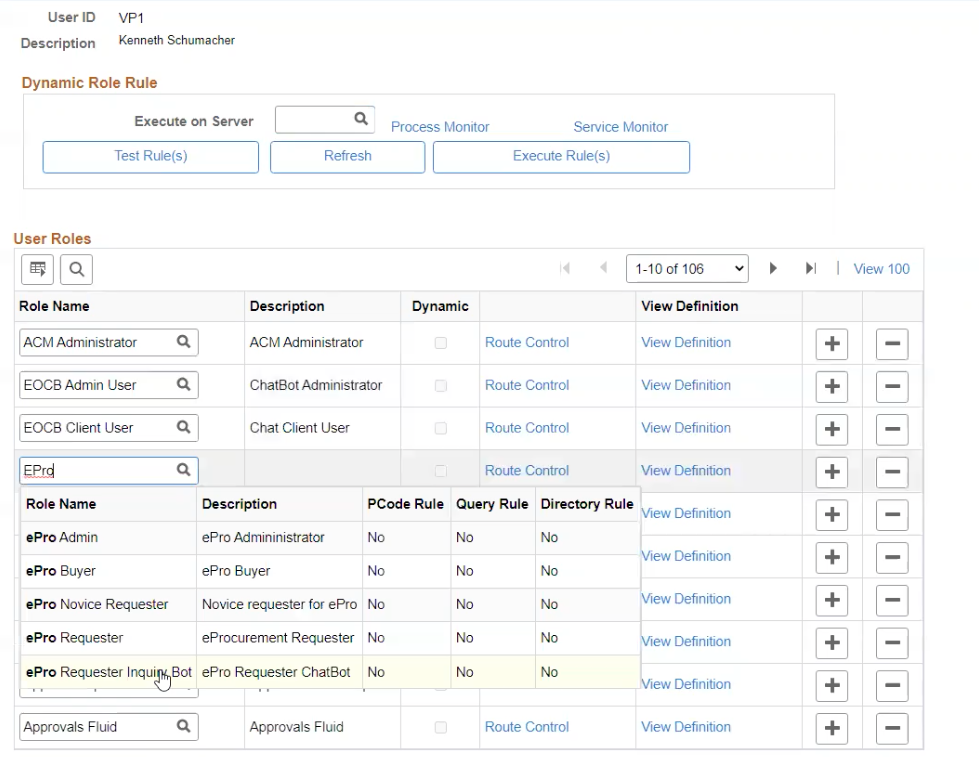 User ID VP1
Description Kenneth Schumacher
Dynamic Role Rule
Execute on Server Process Monitor Service Monitor
Test Rule(s) Refresh Execute Rule(s)
User Roles
1-10 of 106 | View 100
Role Name Description Dynamic View Definition
ACM Administrator ACM Administrator Route Control View Definition
EOCB Admin User ChatBot Administrator Route Control View Definition
EOCB Client User Chat Client User Route Control View Definition
EPro Route Control View Definition
Role Name Description PCode Rule Query Rule Directory Rule
View Definition
ePro Admin ePro Admininistrator No No No
View Definition
ePro Buyer ePro Buyer No No No
ePro Novice Requester Novice requester for ePro No No No
View Definition
ePro Requester eProcurement Requester No No No
View Definition
ePro Requester Inquiry Bot ePro Requester ChatBot No No No
View Definition
Approvals Fluid Approvals Fluid Route Control View Definition